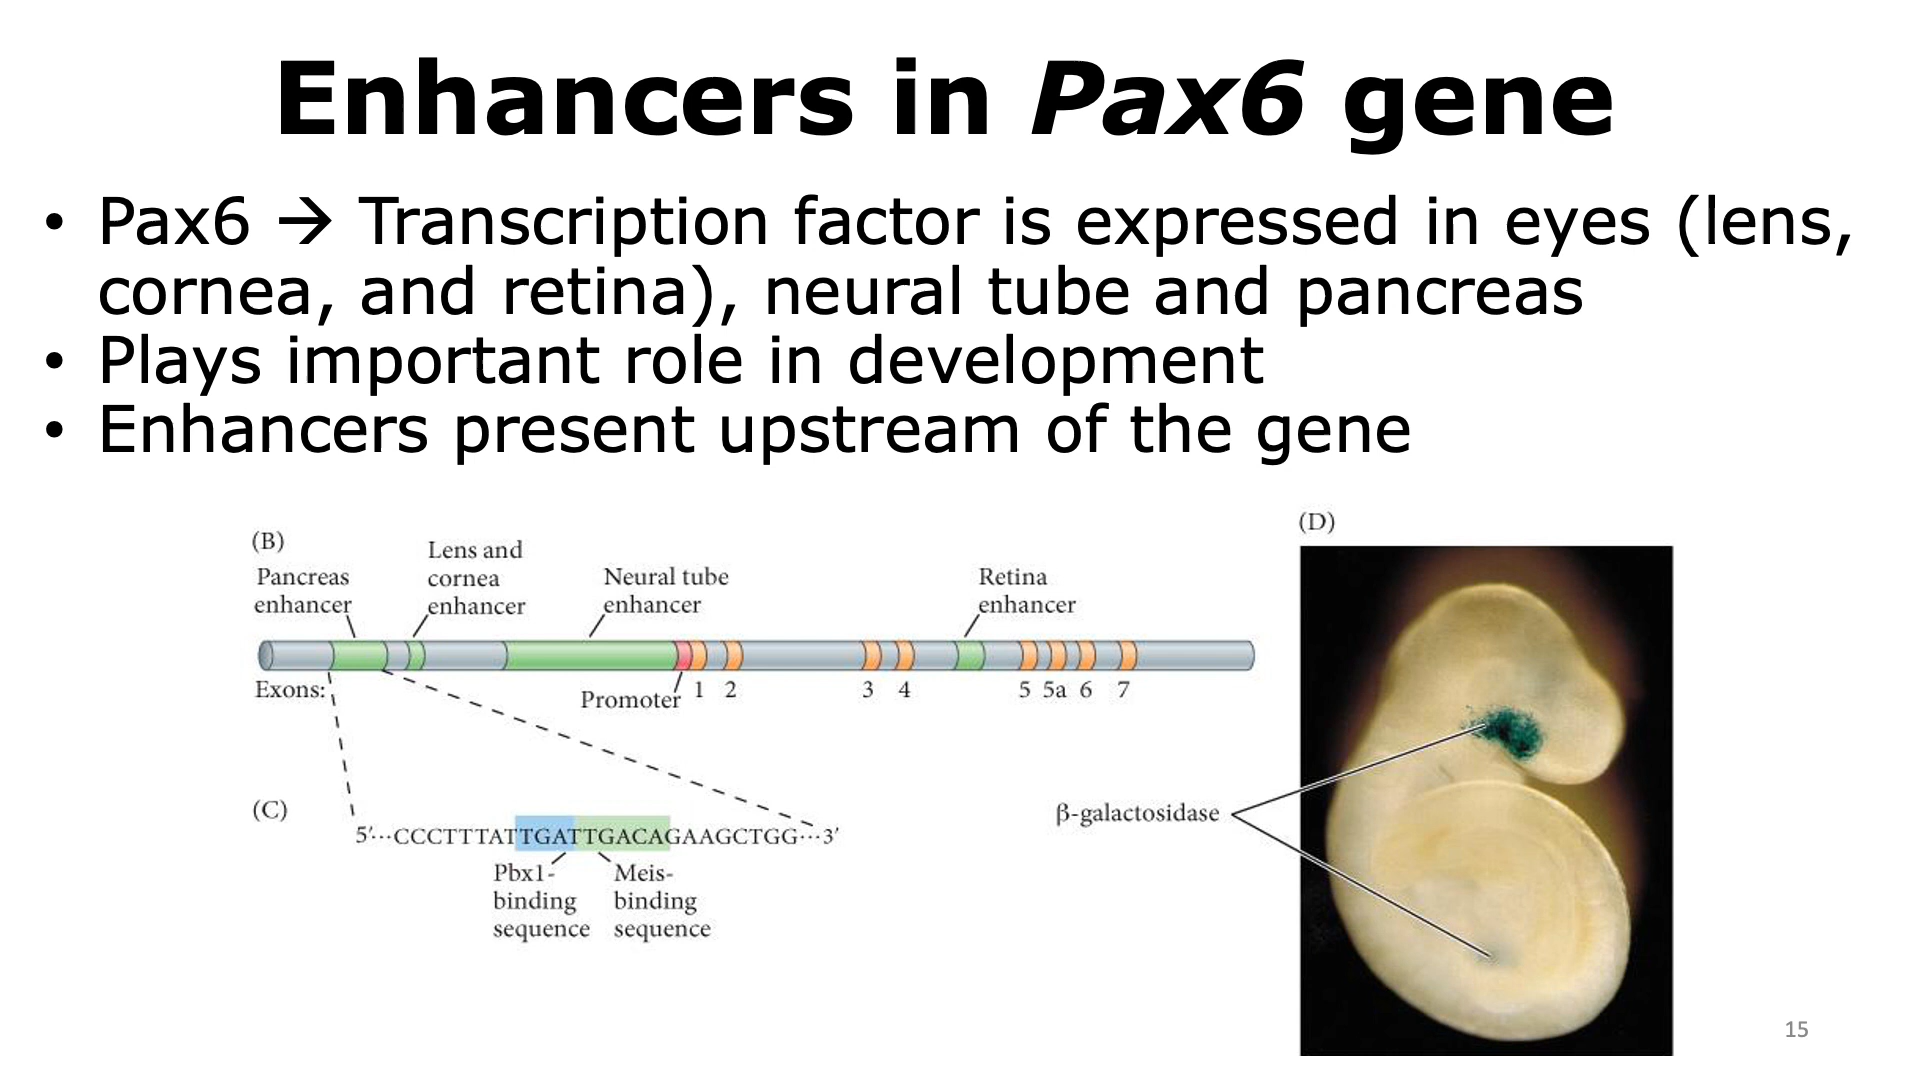 Enhancers in Pax6 gene
• Pax6 → Transcription factor is expressed in eyes (lens,
cornea, and retina), neural tube and pancreas
• Plays important role in development
• Enhancers present upstream of the gene
(B)
Pancreas
enhancer
Lens and
cornea
enhancer
Neural tube
enhancer
Retina
enhancer
Exons:
Promoter
1 2 3 4 5 5a 6 7
(C)
5′···CCCTTTATTGATTGACAGAAGCTGG···3′
Pbx1-
binding
sequence
Meis-
binding
sequence
(D)
β-galactosidase
15